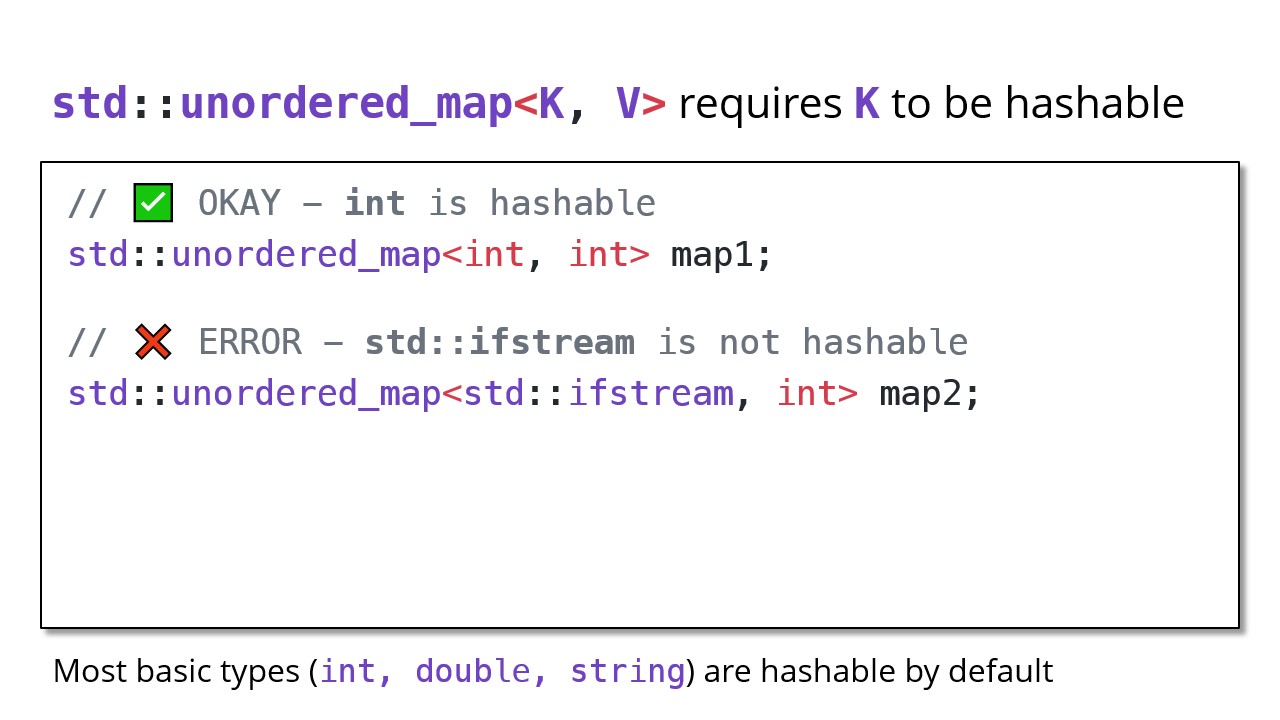 std::unordered_map<K, V> requires K to be hashable
// ✅ OKAY – int is hashable
std::unordered_map<int, int> map1;
// ❌ ERROR – std::ifstream is not hashable
std::unordered_map<std::ifstream, int> map2;
Most basic types (int, double, string) are hashable by default